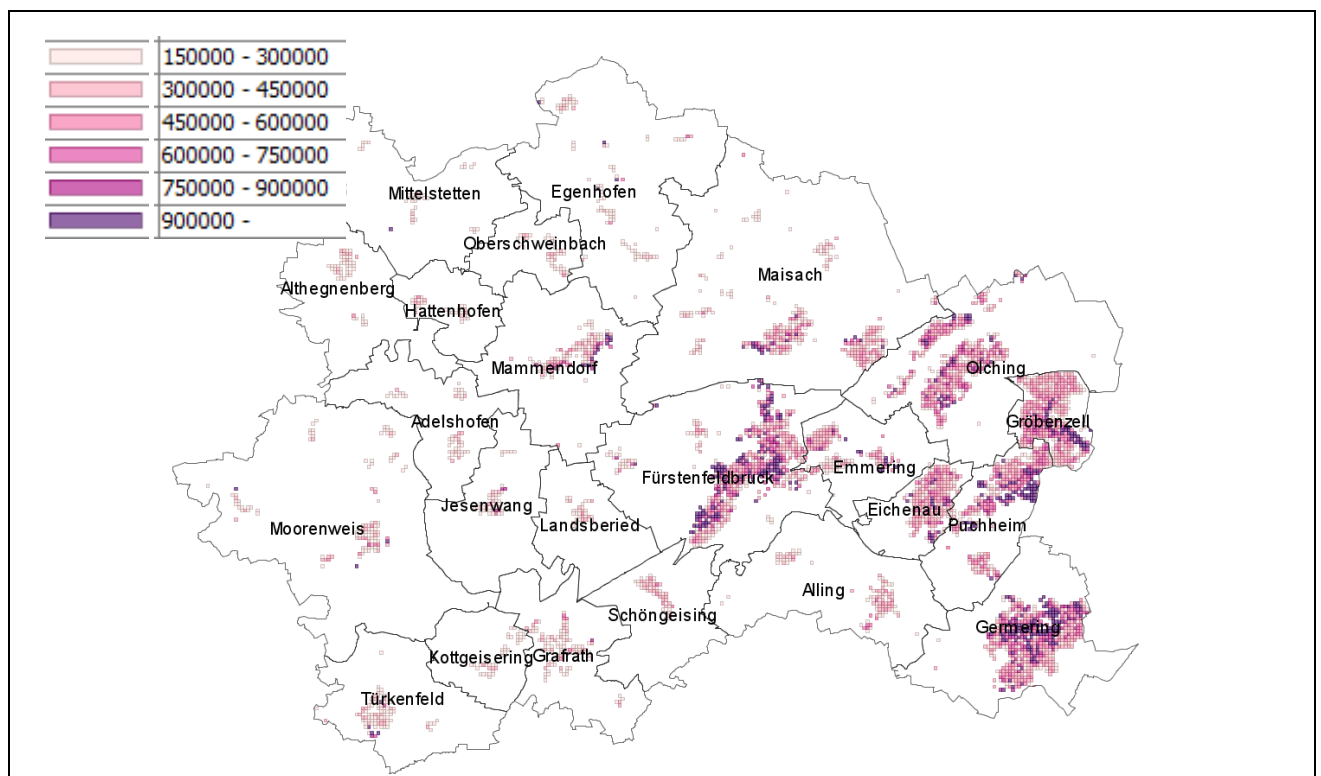 150000 - 300000
300000 - 450000
450000 - 600000
600000 - 750000
750000 - 900000
900000 -
Mittelstetten
Egenhofen
Oberschweinbach
Maisach
Althegnenberg
Hattenhofen
Mammendorf
Olching
Adelshofen
Gröbenzell
Fürstenfeldbruck
Emmering
Jesenwang
Eichenau
Landsberied
Puchheim
Moorenweis
Alling
Schöngeising
Germering
Kottgeisering
Grafrath
Türkenfeld